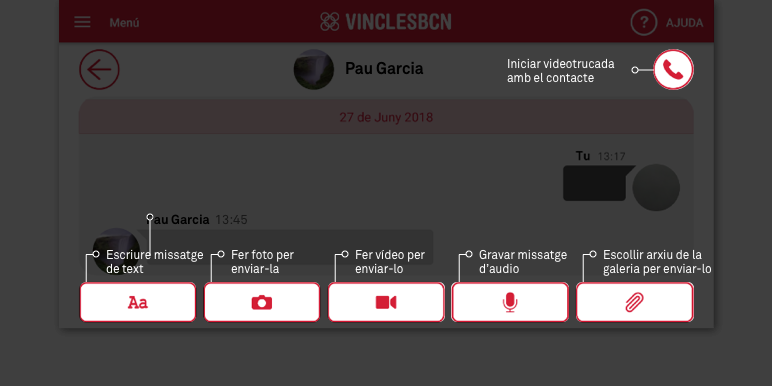 Menú
VINCLESBCN
? AJUDA
Pau Garcia
Iniciar videotrucada
amb el contacte
27 de Juny 2018
Tu 13:17
Pau Garcia 13:45
Escriure missatge
de text
Fer foto per
enviar-la
Fer vídeo per
enviar-lo
Gravar missatge
d'audio
Escollir arxiu de la
galeria per enviar-lo
Aa